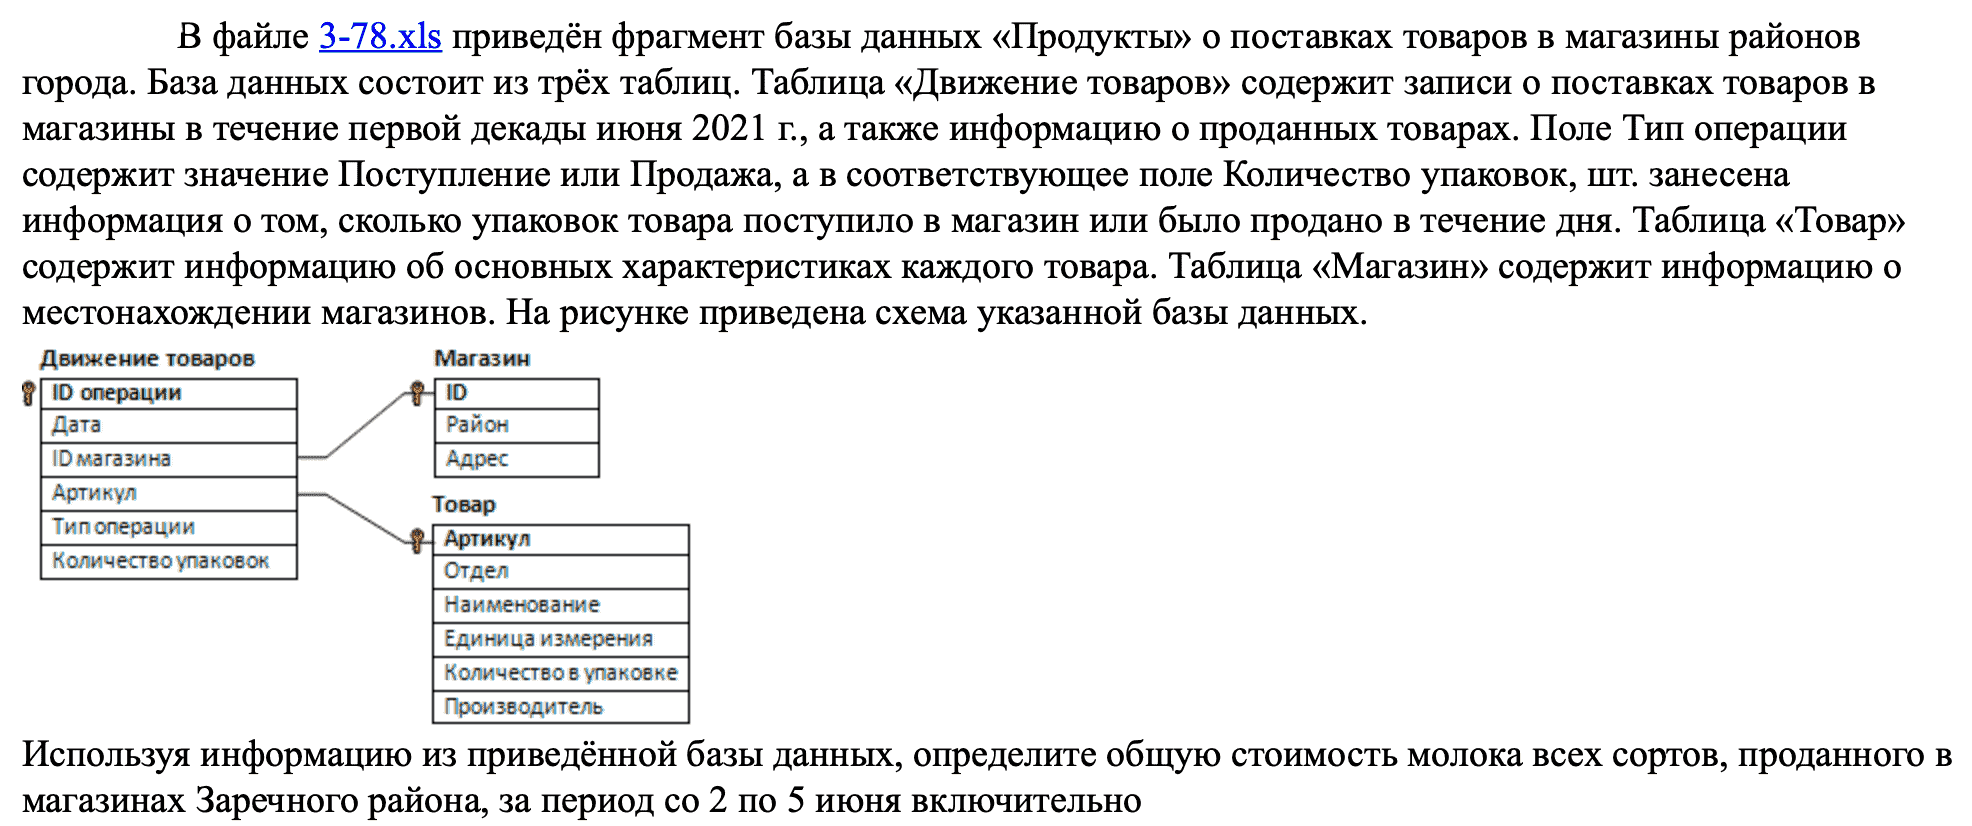 В файле 3-78.xls приведён фрагмент базы данных «Продукты» о поставках товаров в магазины районов
города. База данных состоит из трёх таблиц. Таблица «Движение товаров» содержит записи о поставках товаров в
магазины в течение первой декады июня 2021 г., а также информацию о проданных товарах. Поле Тип операции
содержит значение Поступление или Продажа, а в соответствующее поле Количество упаковок, шт. занесена
информация о том, сколько упаковок товара поступило в магазин или было продано в течение дня. Таблица «Товар»
содержит информацию об основных характеристиках каждого товара. Таблица «Магазин» содержит информацию о
местонахождении магазинов. На рисунке приведена схема указанной базы данных.
Движение товаров
ID операции
Дата
ID магазина
Артикул
Тип операции
Количество упаковок
Магазин
ID
Район
Адрес
Товар
Артикул
Отдел
Наименование
Единица измерения
Количество в упаковке
Производитель
Используя информацию из приведённой базы данных, определите общую стоимость молока всех сортов, проданного в
магазинах Заречного района, за период со 2 по 5 июня включительно